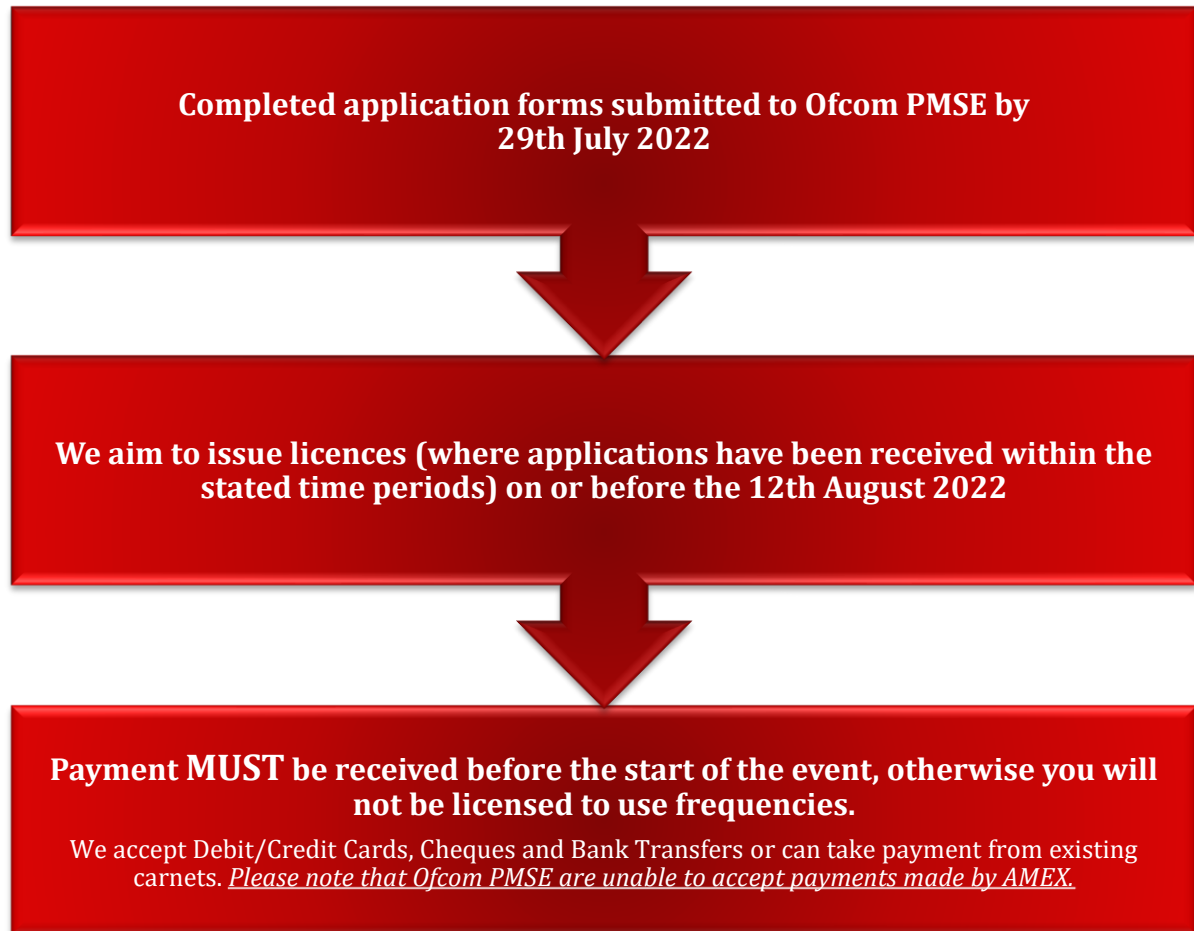 Completed application forms submitted to Ofcom PMSE by
29th July 2022
We aim to issue licences (where applications have been received within the
stated time periods) on or before the 12th August 2022
Payment MUST be received before the start of the event, otherwise you will
not be licensed to use frequencies.
We accept Debit/Credit Cards, Cheques and Bank Transfers or can take payment from existing
carnets. Please note that Ofcom PMSE are unable to accept payments made by AMEX.